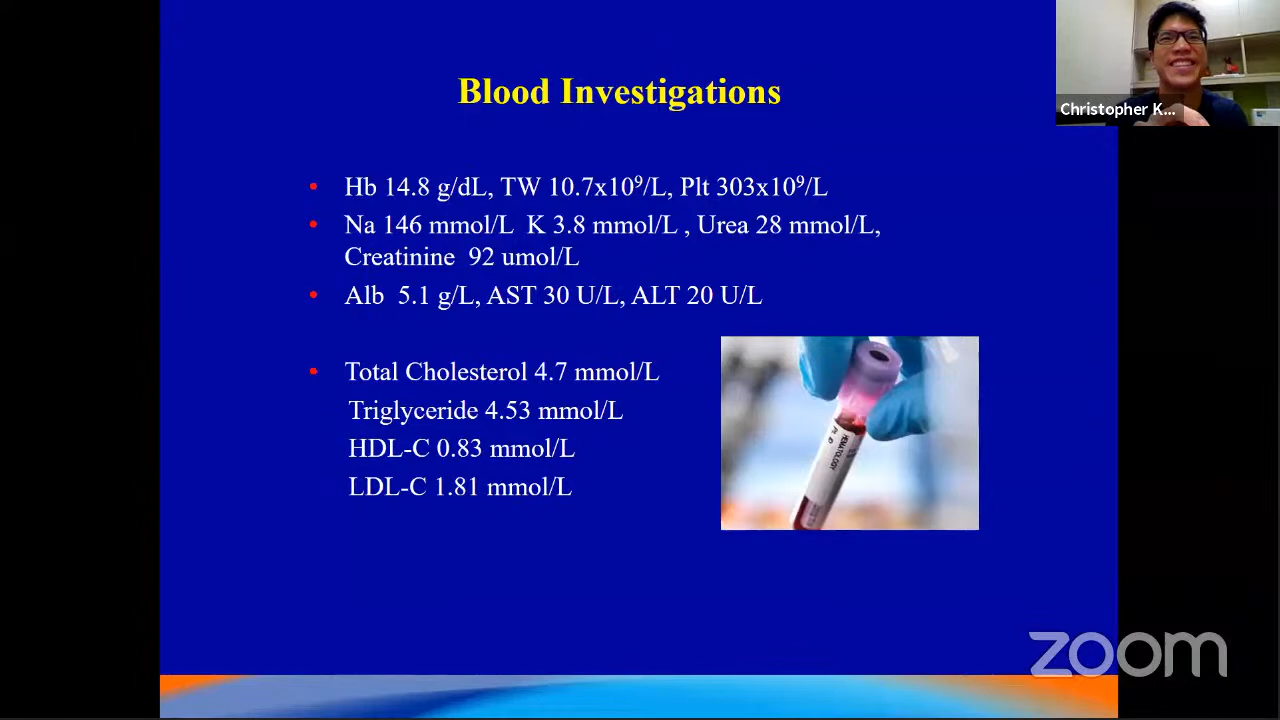 Blood Investigations
Christopher K...
• Hb 14.8 g/dL, TW 10.7x10⁹/L, Plt 303x10⁹/L
• Na 146 mmol/L K 3.8 mmol/L , Urea 28 mmol/L,
Creatinine 92 umol/L
• Alb 5.1 g/L, AST 30 U/L, ALT 20 U/L
• Total Cholesterol 4.7 mmol/L
Triglyceride 4.53 mmol/L
HDL-C 0.83 mmol/L
LDL-C 1.81 mmol/L
HEMATOLOGY
zoom